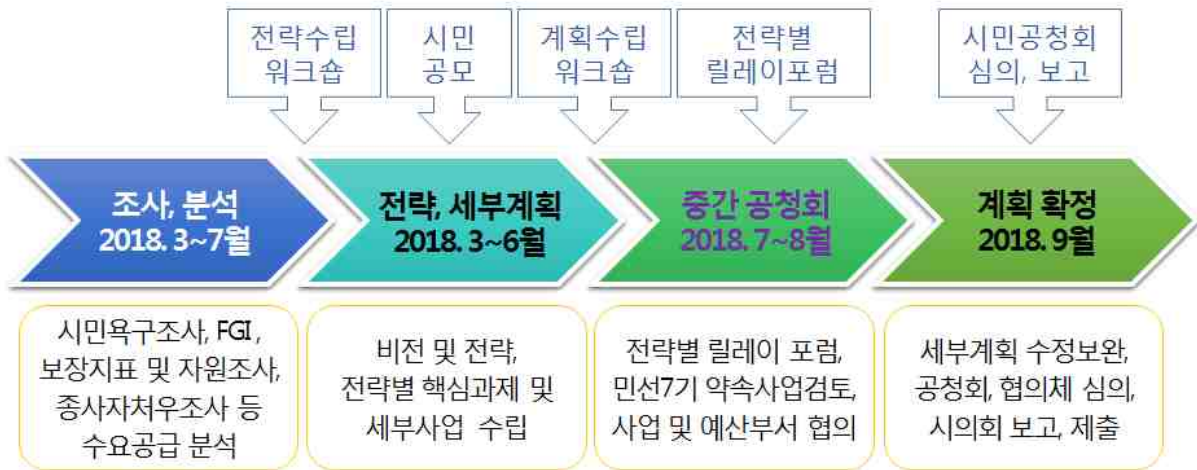 전략수립
워크숍
시민
공모
계획수립
워크숍
전략별
릴레이포럼
시민공청회
심의, 보고
조사, 분석
2018. 3~7월
전략, 세부계획
2018. 3~6월
중간 공청회
2018. 7~8월
계획 확정
2018. 9월
시민욕구조사, FGI,
보장지표 및 자원조사,
종사자처우조사 등
수요공급 분석
비전 및 전략,
전략별 핵심과제 및
세부사업 수립
전략별 릴레이 포럼,
민선7기 약속사업검토,
사업 및 예산부서 협의
세부계획 수정보완,
공청회, 협의체 심의,
시의회 보고, 제출